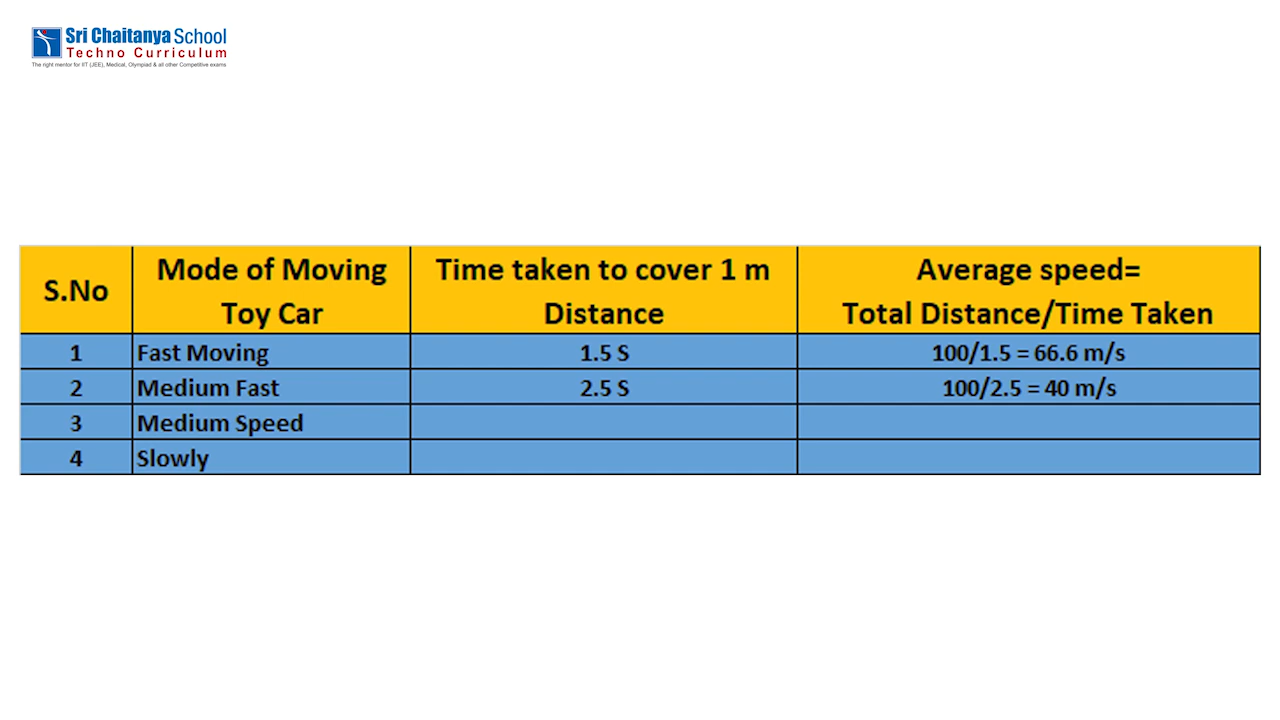 Sri Chaitanya School
Techno Curriculum
The right mentor for IIT (JEE), Medical, Olympiad & all other Competitive exams
S.No
Mode of Moving
Toy Car
Time taken to cover 1 m
Distance
Average speed=
Total Distance/Time Taken
1 Fast Moving 1.5 S 100/1.5 = 66.6 m/s
2 Medium Fast 2.5 S 100/2.5 = 40 m/s
3 Medium Speed
4 Slowly